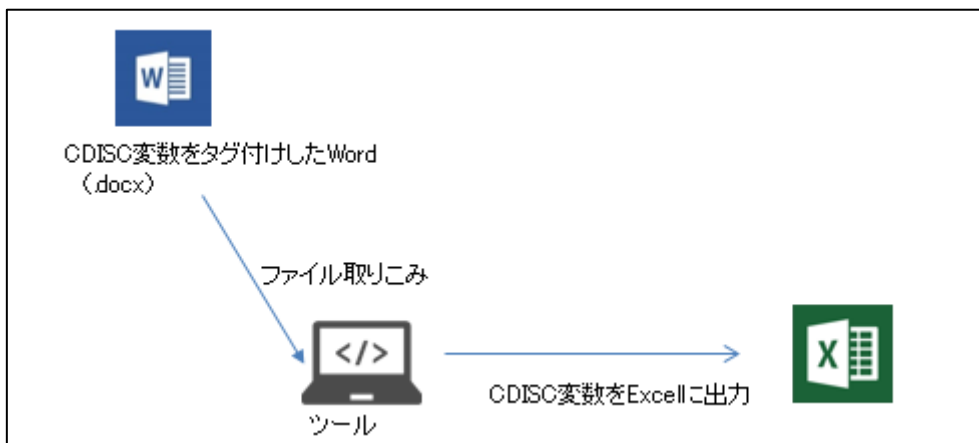 W
CDISC変数をタグ付けしたWord
（.docx）
ファイル取りこみ
</>
X
CDISC変数をExcelに出力
ツール